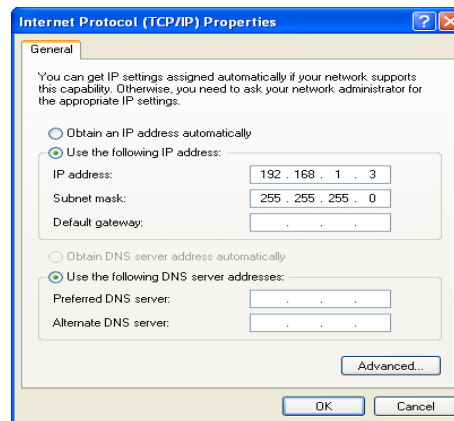 Internet Protocol (TCP/IP) Properties
General
You can get IP settings assigned automatically if your network supports
this capability. Otherwise, you need to ask your network administrator for
the appropriate IP settings.
Obtain an IP address automatically
Use the following IP address:
IP address: 192 . 168 . 1 . 3
Subnet mask: 255 . 255 . 255 . 0
Default gateway: . . .
Obtain DNS server address automatically
Use the following DNS server addresses:
Preferred DNS server: . . .
Alternate DNS server: . . .
Advanced...
OK Cancel